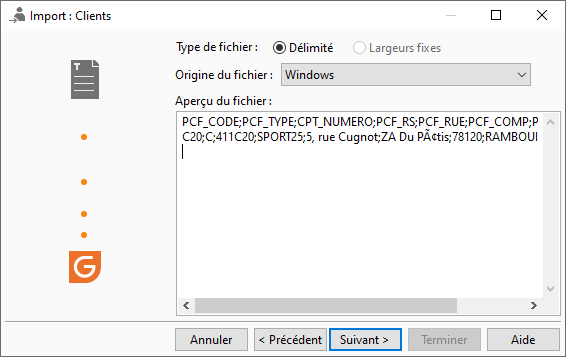 Import : Clients
Type de fichier : Délimité Largeurs fixes
Origine du fichier : Windows
Aperçu du fichier :
PCF_CODE;PCF_TYPE;CPT_NUMERO;PCF_RS;PCF_RUE;PCF_COMP;P
C20;C;411C20;SPORT25;5, rue Cugnot;ZA Du PÃ¢tis;78120;RAMBOUI
Annuler < Précédent Suivant > Terminer Aide